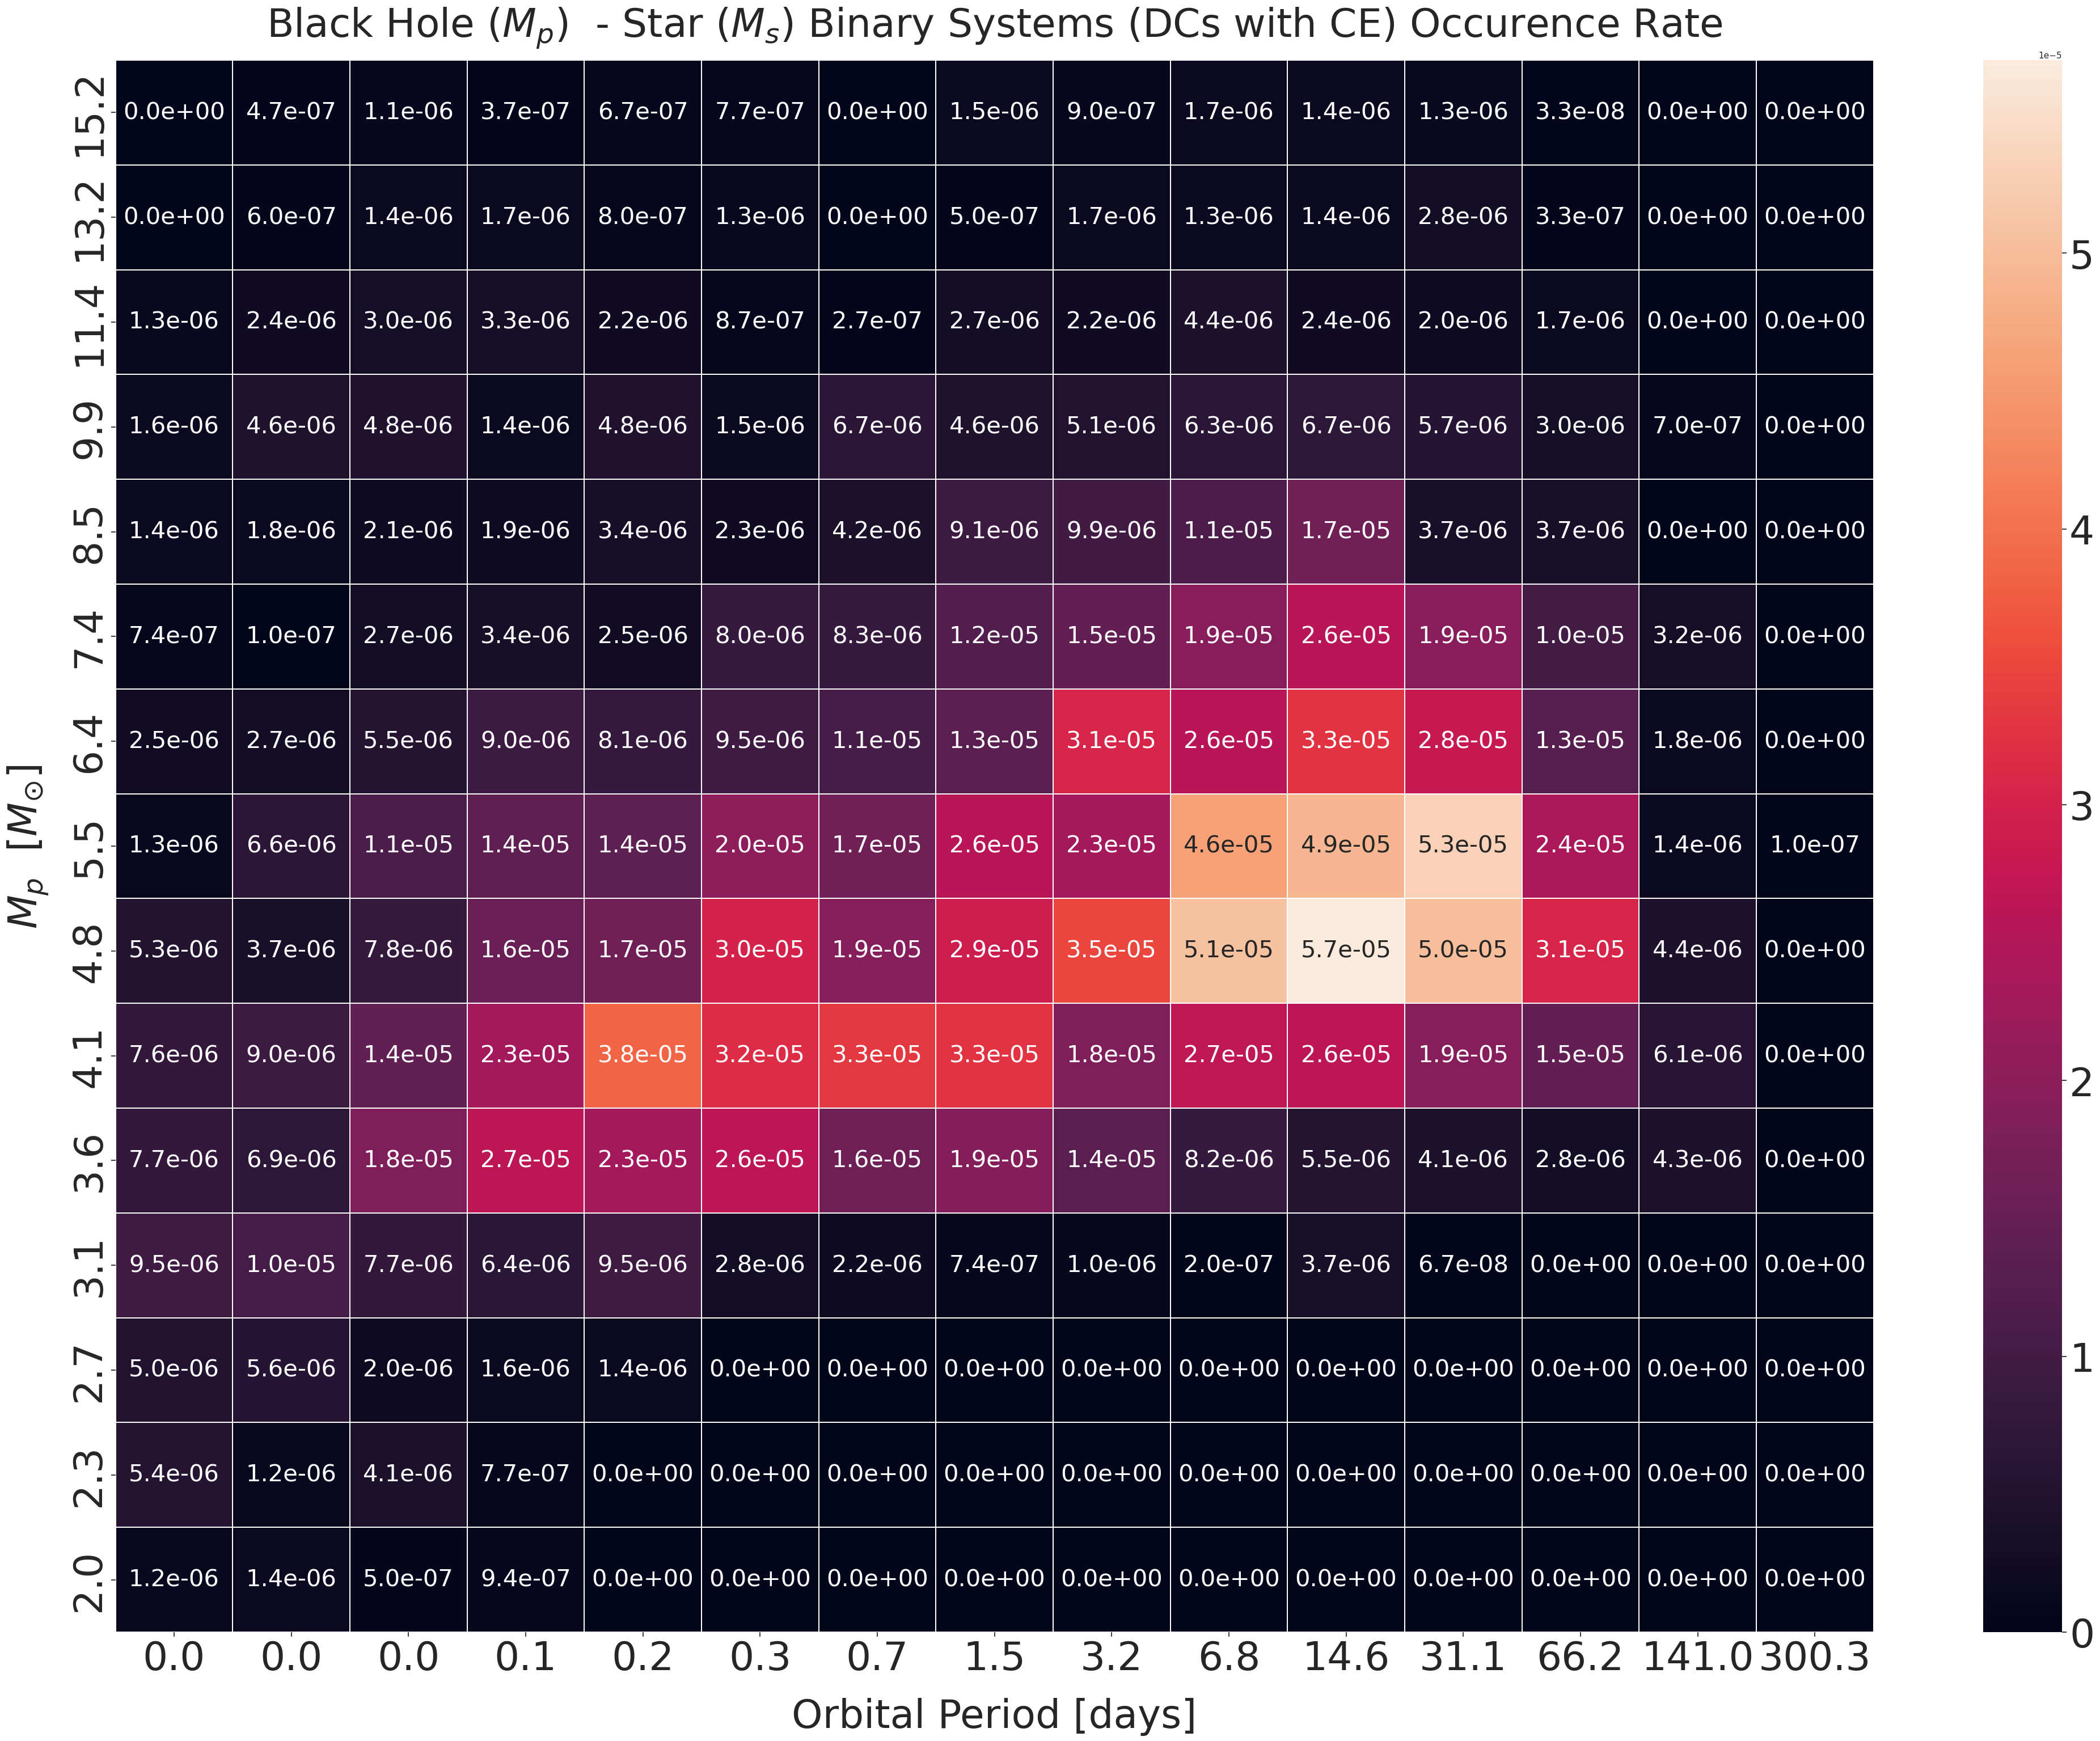 Black Hole (Mp) - Star (Ms) Binary Systems (DCs with CE) Occurence Rate
1e−5
15.2 0.0e+00 4.7e-07 1.1e-06 3.7e-07 6.7e-07 7.7e-07 0.0e+00 1.5e-06 9.0e-07 1.7e-06 1.4e-06 1.3e-06 3.3e-08 0.0e+00 0.0e+00
13.2 0.0e+00 6.0e-07 1.4e-06 1.7e-06 8.0e-07 1.3e-06 0.0e+00 5.0e-07 1.7e-06 1.3e-06 1.4e-06 2.8e-06 3.3e-07 0.0e+00 0.0e+00
11.4 1.3e-06 2.4e-06 3.0e-06 3.3e-06 2.2e-06 8.7e-07 2.7e-07 2.7e-06 2.2e-06 4.4e-06 2.4e-06 2.0e-06 1.7e-06 0.0e+00 0.0e+00
9.9 1.6e-06 4.6e-06 4.8e-06 1.4e-06 4.8e-06 1.5e-06 6.7e-06 4.6e-06 5.1e-06 6.3e-06 6.7e-06 5.7e-06 3.0e-06 7.0e-07 0.0e+00
8.5 1.4e-06 1.8e-06 2.1e-06 1.9e-06 3.4e-06 2.3e-06 4.2e-06 9.1e-06 9.9e-06 1.1e-05 1.7e-05 3.7e-06 3.7e-06 0.0e+00 0.0e+00
7.4 7.4e-07 1.0e-07 2.7e-06 3.4e-06 2.5e-06 8.0e-06 8.3e-06 1.2e-05 1.5e-05 1.9e-05 2.6e-05 1.9e-05 1.0e-05 3.2e-06 0.0e+00
6.4 2.5e-06 2.7e-06 5.5e-06 9.0e-06 8.1e-06 9.5e-06 1.1e-05 1.3e-05 3.1e-05 2.6e-05 3.3e-05 2.8e-05 1.3e-05 1.8e-06 0.0e+00
5.5 1.3e-06 6.6e-06 1.1e-05 1.4e-05 1.4e-05 2.0e-05 1.7e-05 2.6e-05 2.3e-05 4.6e-05 4.9e-05 5.3e-05 2.4e-05 1.4e-06 1.0e-07
4.8 5.3e-06 3.7e-06 7.8e-06 1.6e-05 1.7e-05 3.0e-05 1.9e-05 2.9e-05 3.5e-05 5.1e-05 5.7e-05 5.0e-05 3.1e-05 4.4e-06 0.0e+00
4.1 7.6e-06 9.0e-06 1.4e-05 2.3e-05 3.8e-05 3.2e-05 3.3e-05 3.3e-05 1.8e-05 2.7e-05 2.6e-05 1.9e-05 1.5e-05 6.1e-06 0.0e+00
3.6 7.7e-06 6.9e-06 1.8e-05 2.7e-05 2.3e-05 2.6e-05 1.6e-05 1.9e-05 1.4e-05 8.2e-06 5.5e-06 4.1e-06 2.8e-06 4.3e-06 0.0e+00
3.1 9.5e-06 1.0e-05 7.7e-06 6.4e-06 9.5e-06 2.8e-06 2.2e-06 7.4e-07 1.0e-06 2.0e-07 3.7e-06 6.7e-08 0.0e+00 0.0e+00 0.0e+00
2.7 5.0e-06 5.6e-06 2.0e-06 1.6e-06 1.4e-06 0.0e+00 0.0e+00 0.0e+00 0.0e+00 0.0e+00 0.0e+00 0.0e+00 0.0e+00 0.0e+00 0.0e+00
2.3 5.4e-06 1.2e-06 4.1e-06 7.7e-07 0.0e+00 0.0e+00 0.0e+00 0.0e+00 0.0e+00 0.0e+00 0.0e+00 0.0e+00 0.0e+00 0.0e+00 0.0e+00
2.0 1.2e-06 1.4e-06 5.0e-07 9.4e-07 0.0e+00 0.0e+00 0.0e+00 0.0e+00 0.0e+00 0.0e+00 0.0e+00 0.0e+00 0.0e+00 0.0e+00 0.0e+00
0.0 0.0 0.0 0.1 0.2 0.3 0.7 1.5 3.2 6.8 14.6 31.1 66.2 141.0 300.3
Orbital Period [days]
Mp [M⊙]
5
4
3
2
1
0